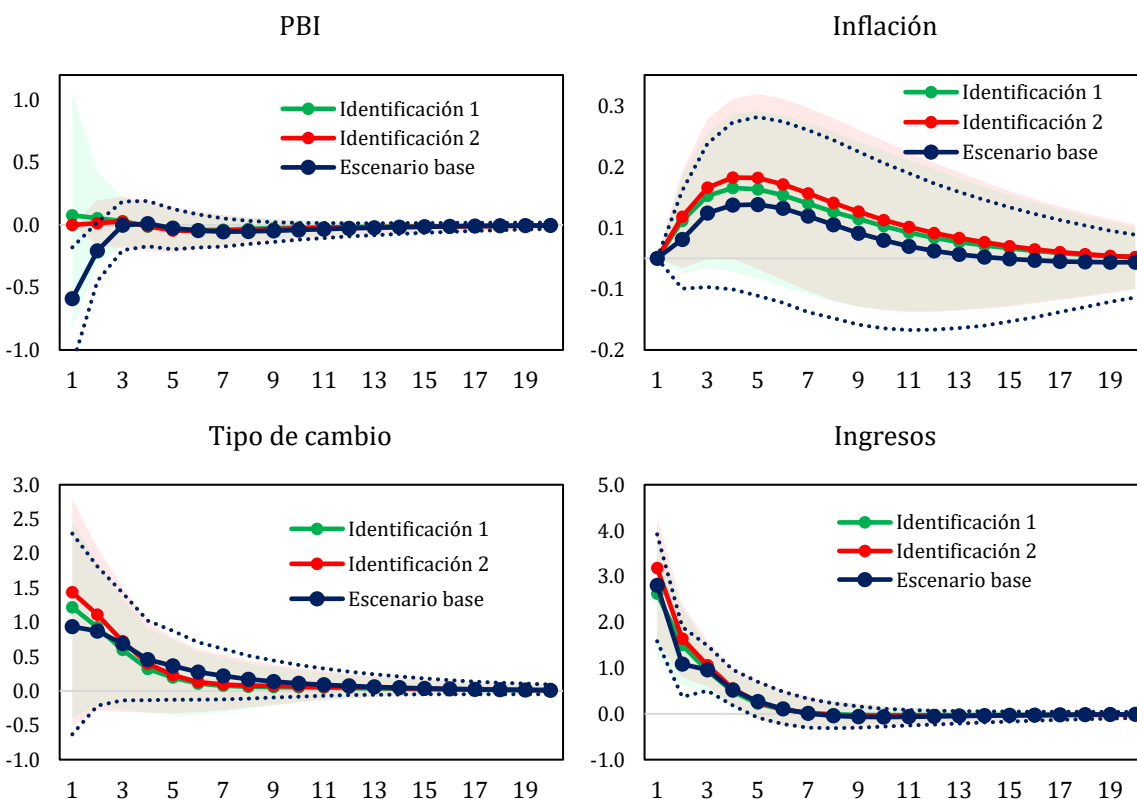 PBI
1.0
0.5
0.0
-0.5
-1.0
Identificación 1
Identificación 2
Escenario base
1 3 5 7 9 11 13 15 17 19
Inflación
0.3
0.2
0.1
-0.1
-0.2
Identificación 1
Identificación 2
Escenario base
1 3 5 7 9 11 13 15 17 19
Tipo de cambio
3.0
2.5
2.0
1.5
1.0
0.5
0.0
-0.5
-1.0
Identificación 1
Identificación 2
Escenario base
1 3 5 7 9 11 13 15 17 19
Ingresos
5.0
4.0
3.0
2.0
1.0
0.0
-1.0
Identificación 1
Identificación 2
Escenario base
1 3 5 7 9 11 13 15 17 19